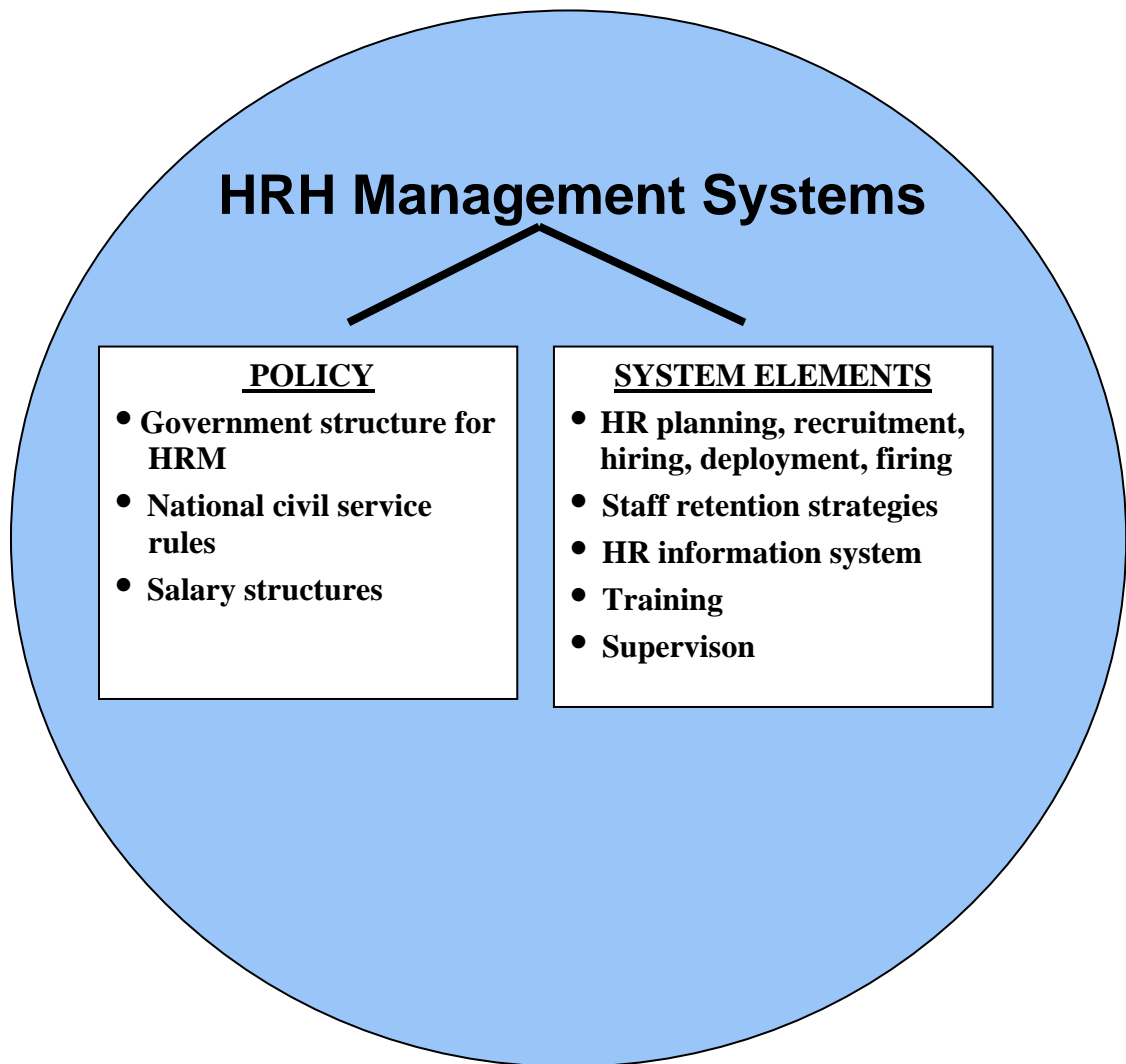 HRH Management Systems
POLICY
• Government structure for
HRM
• National civil service
rules
• Salary structures
SYSTEM ELEMENTS
• HR planning, recruitment,
hiring, deployment, firing
• Staff retention strategies
• HR information system
• Training
• Supervison